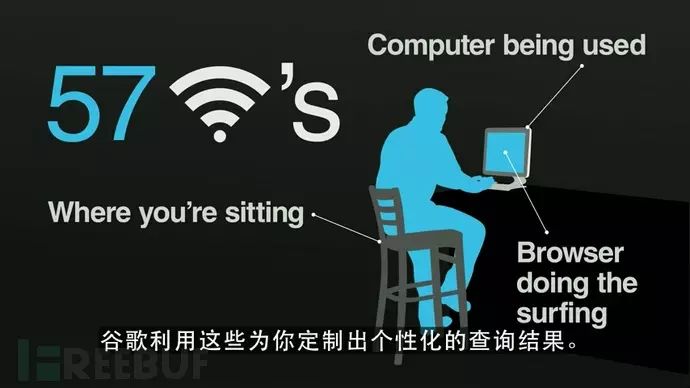 57 's
Computer being used
Where you're sitting
Browser
doing the
surfing
谷歌利用这些为你定制出个性化的查询结果。
FREEBUF